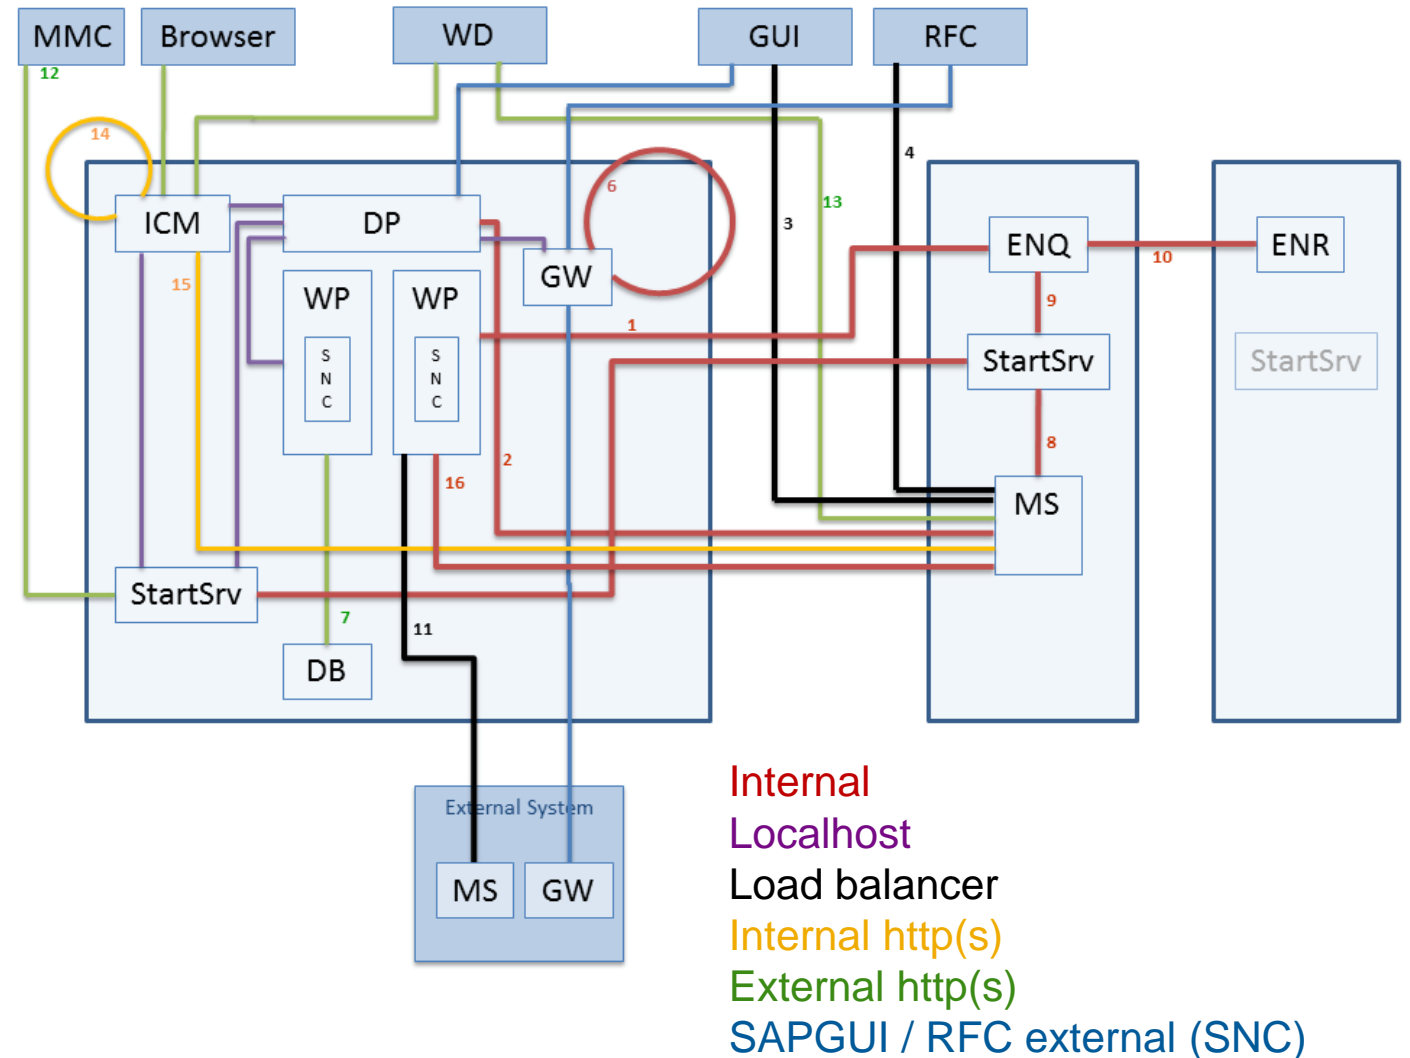 MMC
Browser
WD
GUI
RFC
12
14
6
4
13
3
ICM
DP
GW
ENQ
ENR
10
15
WP
WP
9
1
S
N
C
S
N
C
StartSrv
StartSrv
8
2
16
MS
StartSrv
7
11
DB
External System
MS
GW
Internal
Localhost
Load balancer
Internal http(s)
External http(s)
SAPGUI / RFC external (SNC)